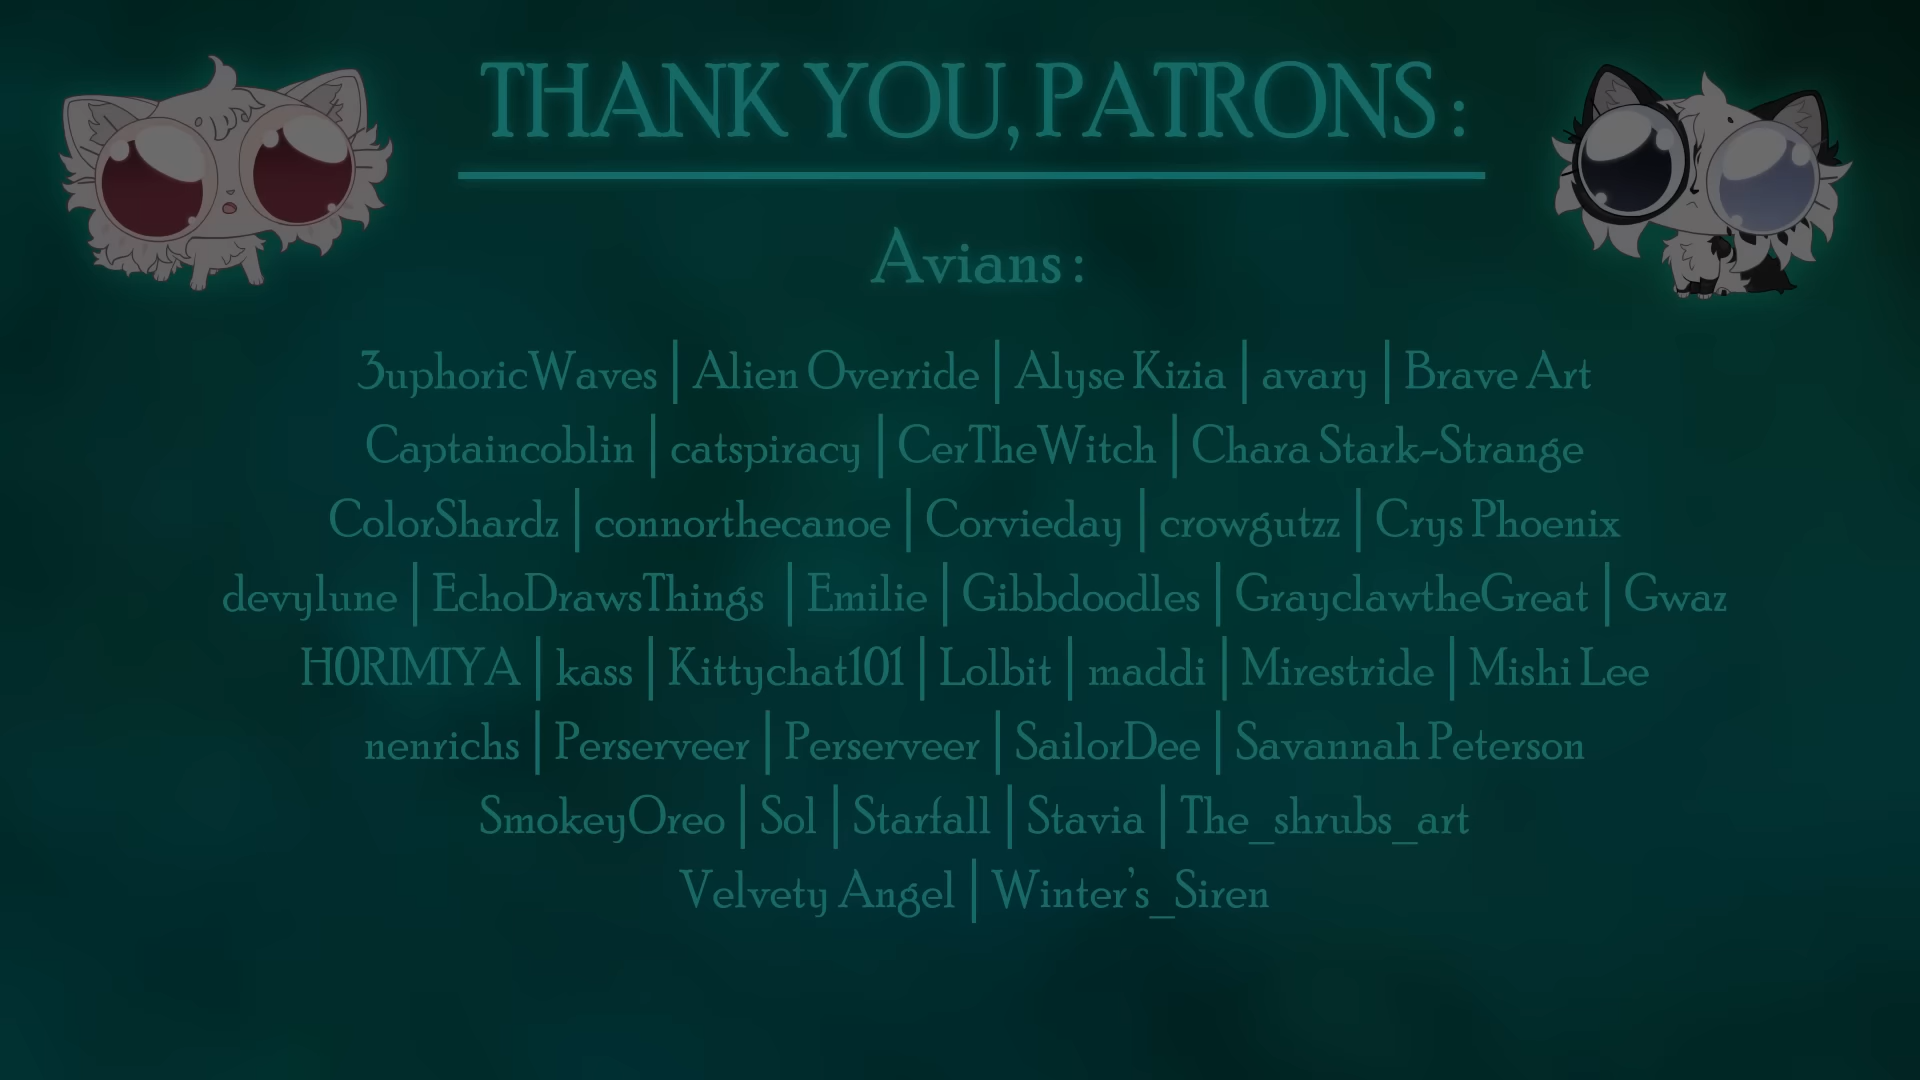 THANK YOU, PATRONS:
Avians:
3uphoricWaves | Alien Override | Alyse Kizia | avary | Brave Art
Captaincoblin | catspiracy | CerTheWitch | Chara Stark-Strange
ColorShardz | connorthecanoe | Corvieday | crowgutzz | Crys Phoenix
devylune | EchoDrawsThings | Emilie | Gibbdoodles | GrayclawtheGreat | Gwaz
H0RIMIYA | kass | Kittychat101 | Lolbit | maddi | Mirestride | Mishi Lee
nenrichs | Perserveer | Perserveer | SailorDee | Savannah Peterson
SmokeyOreo | Sol | Starfall | Stavia | The_shrubs_art
Velvety Angel | Winter's_Siren